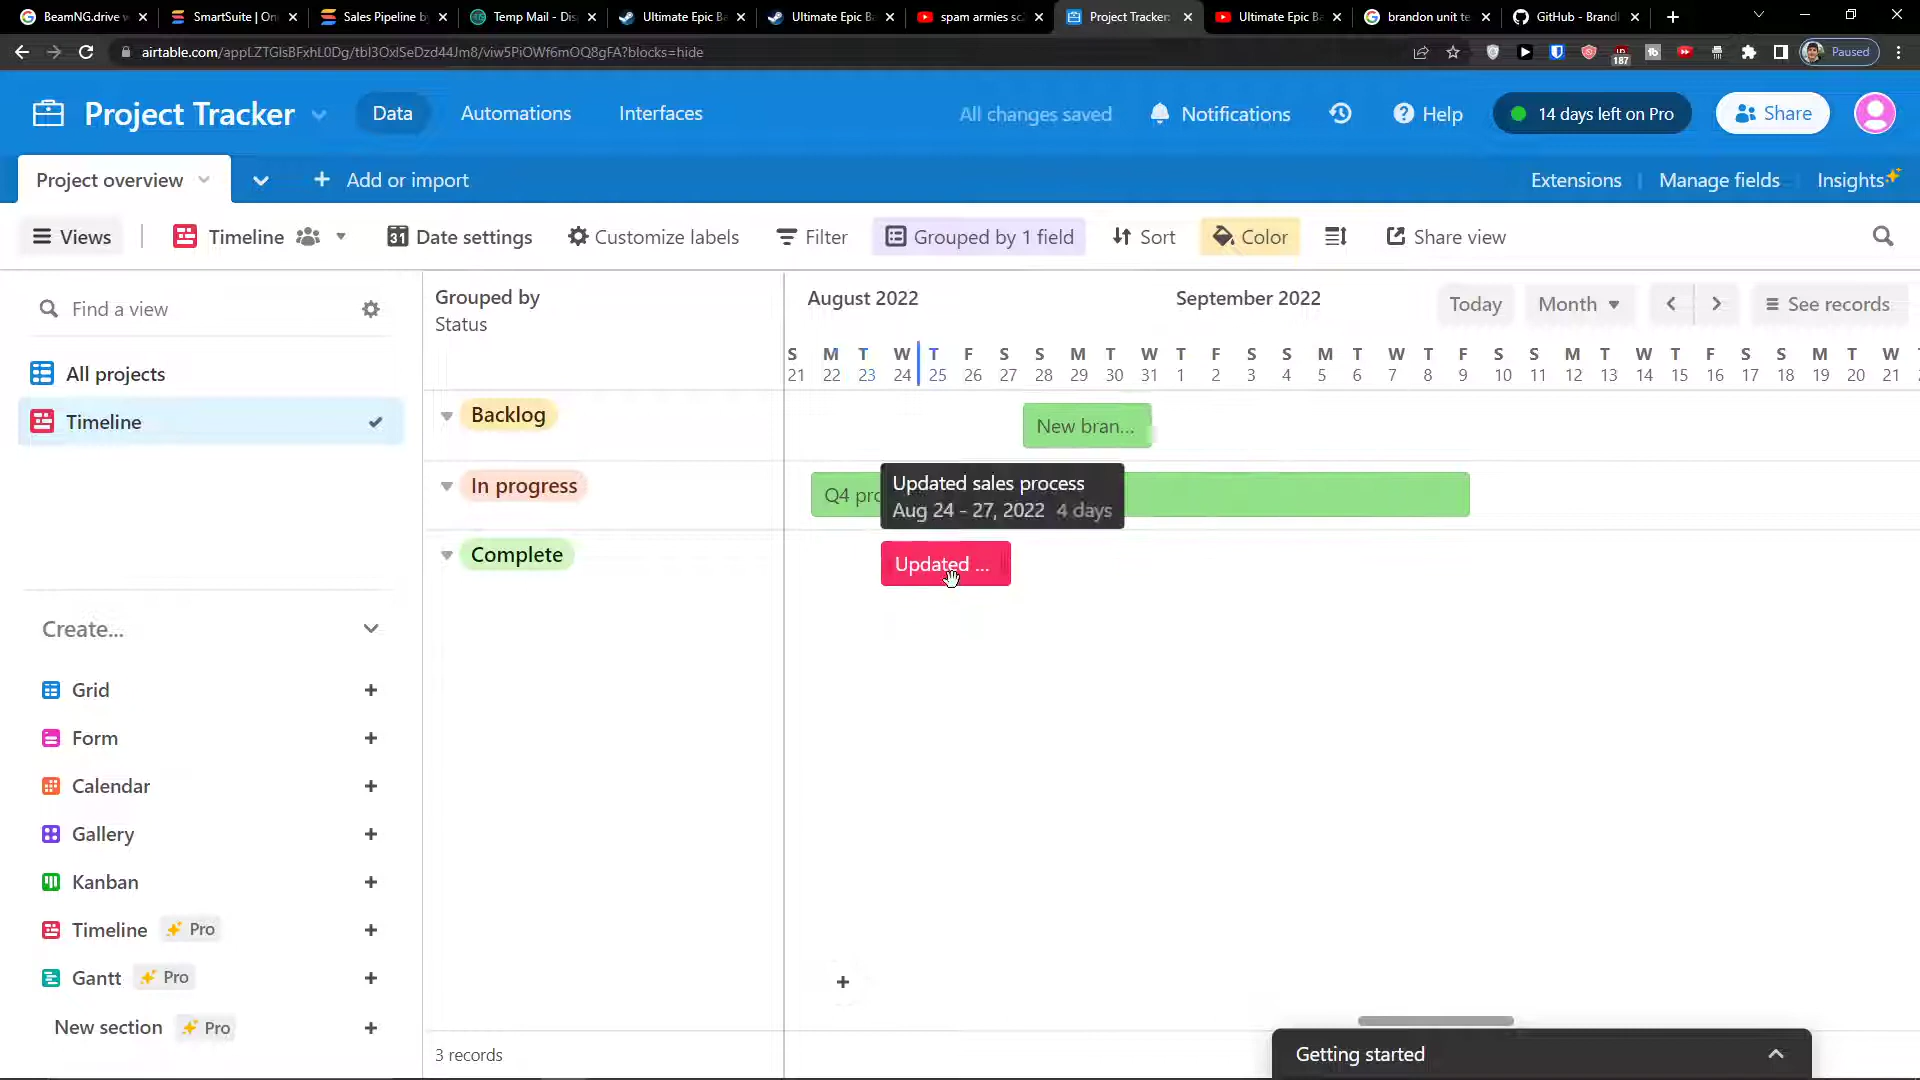 BeamNG.drive
SmartSuite | On
Sales Pipeline b
Temp Mail - Dis
Ultimate Epic Ba
Ultimate Epic Ba
spam armies sc2
Project Tracker:
Ultimate Epic Ba
brandon unit te
GitHub - Brandl
airtable.com/appLZTGlsBFxhL0Dg/tbl3OxlSeDzd44Jm8/viw5PiOWf6mOQ8gFA?blocks=hide
187
Paused
Project Tracker
Data
Automations
Interfaces
All changes saved
Notifications
Help
14 days left on Pro
Share
Project overview
Add or import
Extensions
Manage fields
Insights
Views
Timeline
31 Date settings
Customize labels
Filter
Grouped by 1 field
Sort
Color
Share view
Find a view
All projects
Timeline
Create...
Grid
Form
Calendar
Gallery
Kanban
Timeline Pro
Gantt Pro
New section Pro
Grouped by
Status
August 2022
September 2022
Today
Month
See records
S M T W T F S S M T W T F S S M T W T F S S M T W T F S S M T W
21 22 23 24 25 26 27 28 29 30 31 1 2 3 4 5 6 7 8 9 10 11 12 13 14 15 16 17 18 19 20 21
Backlog
New bran...
In progress
Q4 pro
Updated sales process
Aug 24 - 27, 2022 4 days
Complete
Updated ...
3 records
Getting started